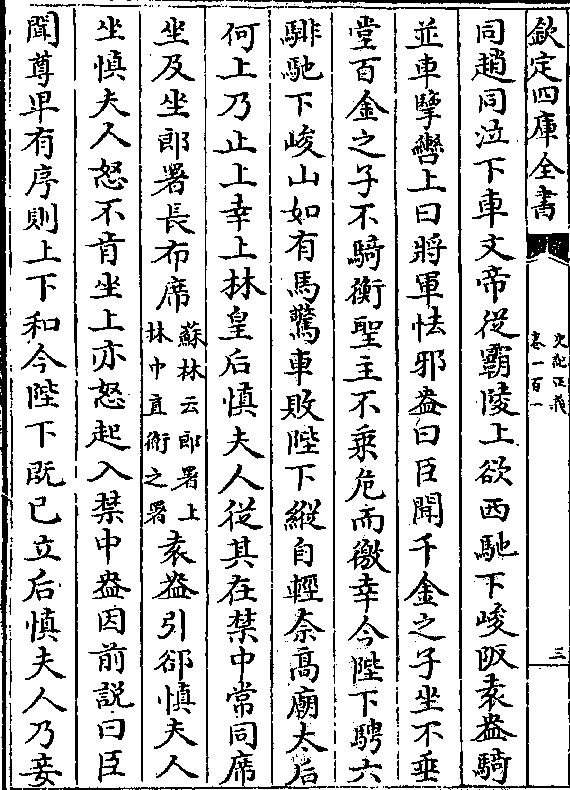 欽定四庫全書
史記正義
卷一百一
三
同趙同泣下車文帝從霸陵上欲西馳下峻阪袁盎騎
並車擥轡上曰將軍怯邪盎曰臣聞千金之子坐不垂
堂百金之子不騎衡聖主不乘危而徼幸今陛下騁六
騑馳下峻山如有馬驚車敗陛下縱自輕奈高廟太后
何上乃止上幸上林皇后慎夫人從其在禁中常同席
坐及坐郎署長布席蘇林云郎署上林中直衛之署袁盎引郤慎夫人
坐慎夫人怒不肯坐上亦怒起入禁中盎因前說曰臣
聞尊卑有序則上下和今陛下既已立后慎夫人乃妾